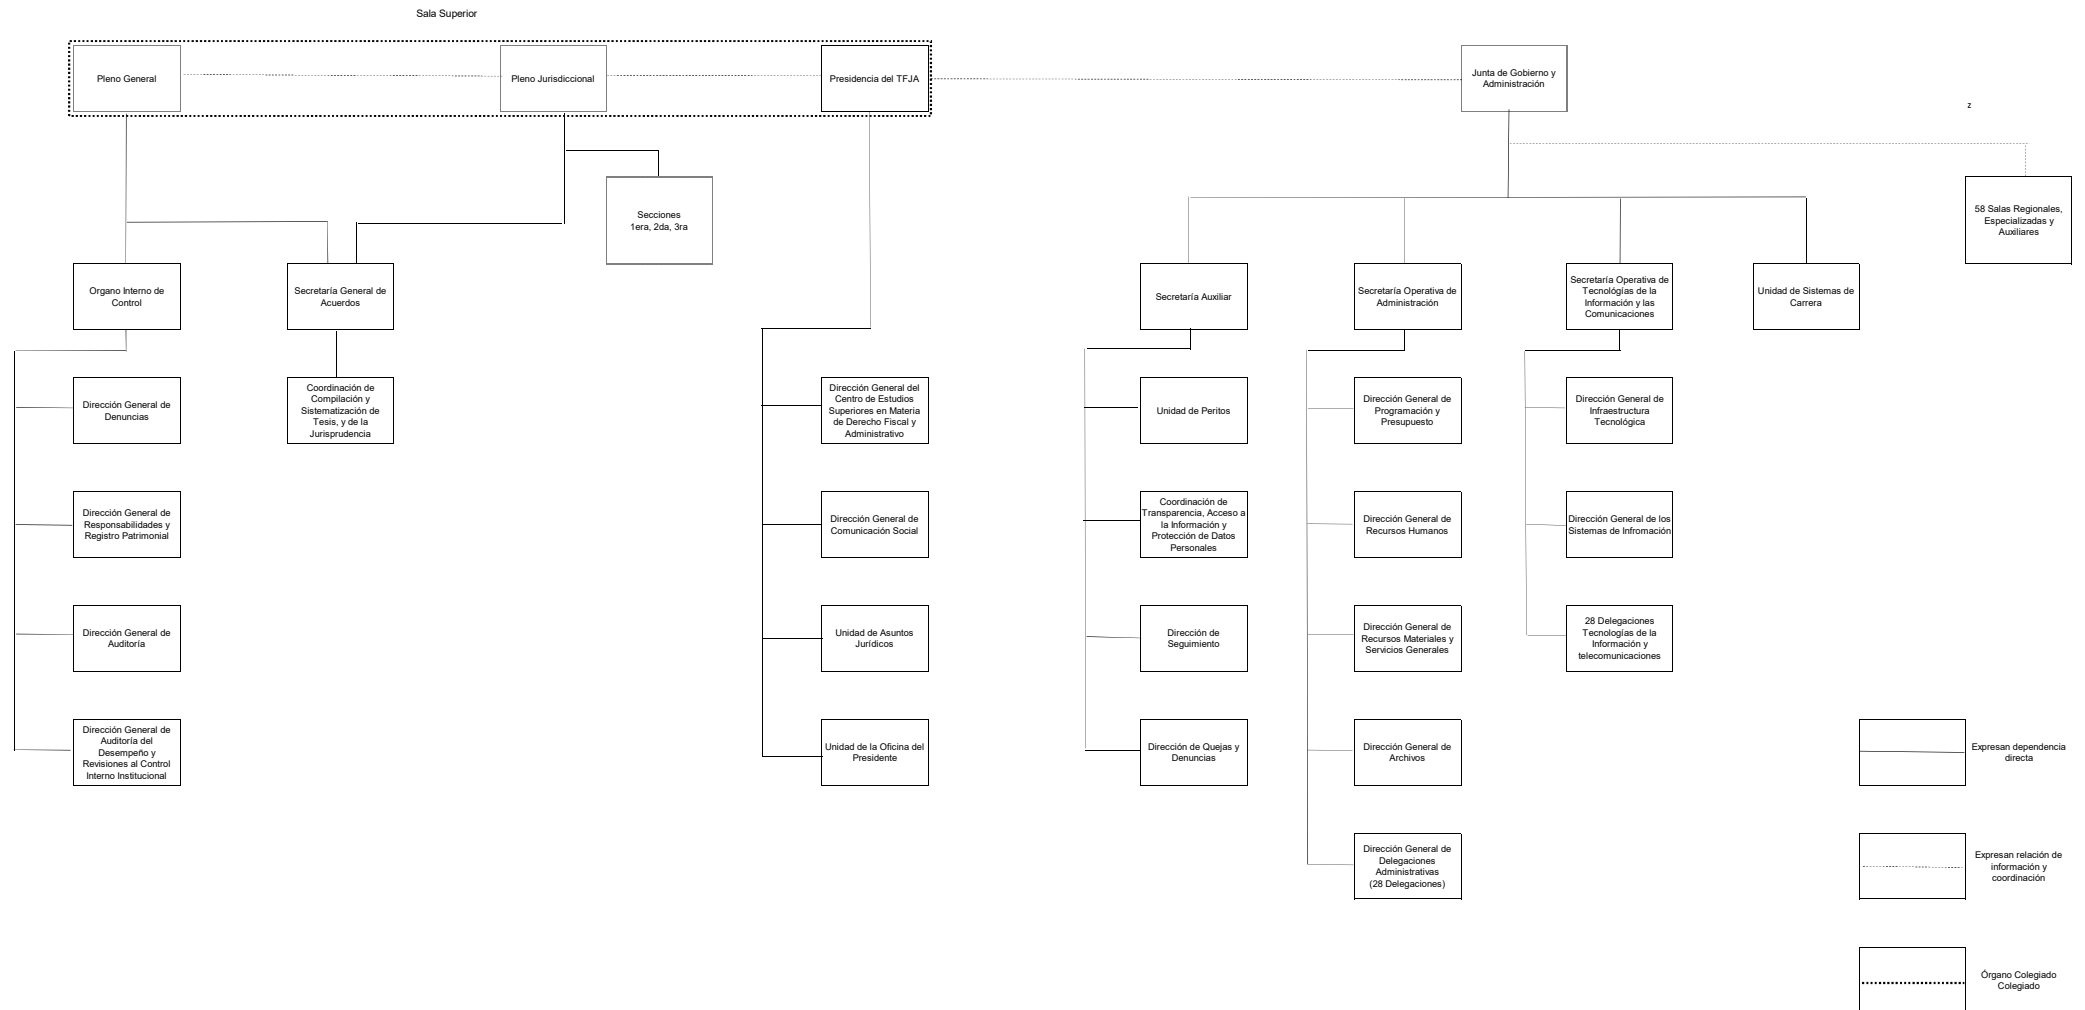 Sala Superior
Pleno General
Pleno Jurisdiccional
Presidencia del TFJA
Junta de Gobierno y
Administración
z
Secciones
1era, 2da, 3ra
58 Salas Regionales,
Especializadas y
Auxiliares
Organo Interno de
Control
Secretaría General de
Acuerdos
Secretaría Auxiliar
Secretaría Operativa de
Administración
Secretaría Operativa de
Tecnológías de la
Información y las
Comunicaciones
Unidad de Sistemas de
Carrera
Dirección General de
Denuncias
Coordinación de
Compilación y
Sistematización de
Tesis, y de la
Jurisprudencia
Dirección General del
Centro de Estudios
Superiores en Materia
de Derecho Fiscal y
Administrativo
Unidad de Peritos
Dirección General de
Programación y
Presupuesto
Dirección General de
Infraestructura
Tecnológica
Dirección General de
Responsabilidades y
Registro Patrimonial
Dirección General de
Comunicación Social
Coordinación de
Transparencia, Acceso a
la Información y
Protección de Datos
Personales
Dirección General de
Recursos Humanos
Dirección General de los
Sistemas de Infromación
Dirección General de
Auditoría
Unidad de Asuntos
Jurídicos
Dirección de
Seguimiento
Dirección General de
Recursos Materiales y
Servicios Generales
28 Delegaciones
Tecnologías de la
Información y
telecomunicaciones
Dirección General de
Auditoría del
Desempeño y
Revisiones al Control
Interno Institucional
Unidad de la Oficina del
Presidente
Dirección de Quejas y
Denuncias
Dirección General de
Archivos
Expresan dependencia
directa
Dirección General de
Delegaciones
Administrativas
(28 Delegaciones)
Expresan relación de
información y
coordinación
Órgano Colegiado
Colegiado